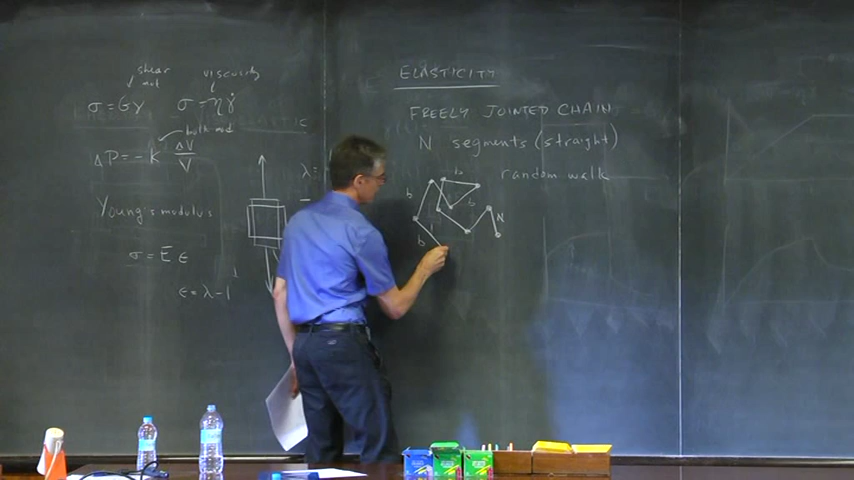 shear
mod
viscosity
σ = Gγ σ = ηγ̇
bulk mod
ΔP = -k ΔV/V
Young's modulus
σ = E ε
ε = λ - 1
λ =
ELASTICITY
FREELY JOINTED CHAIN
N segments (straight)
random walk
b
b
b
b
N
1